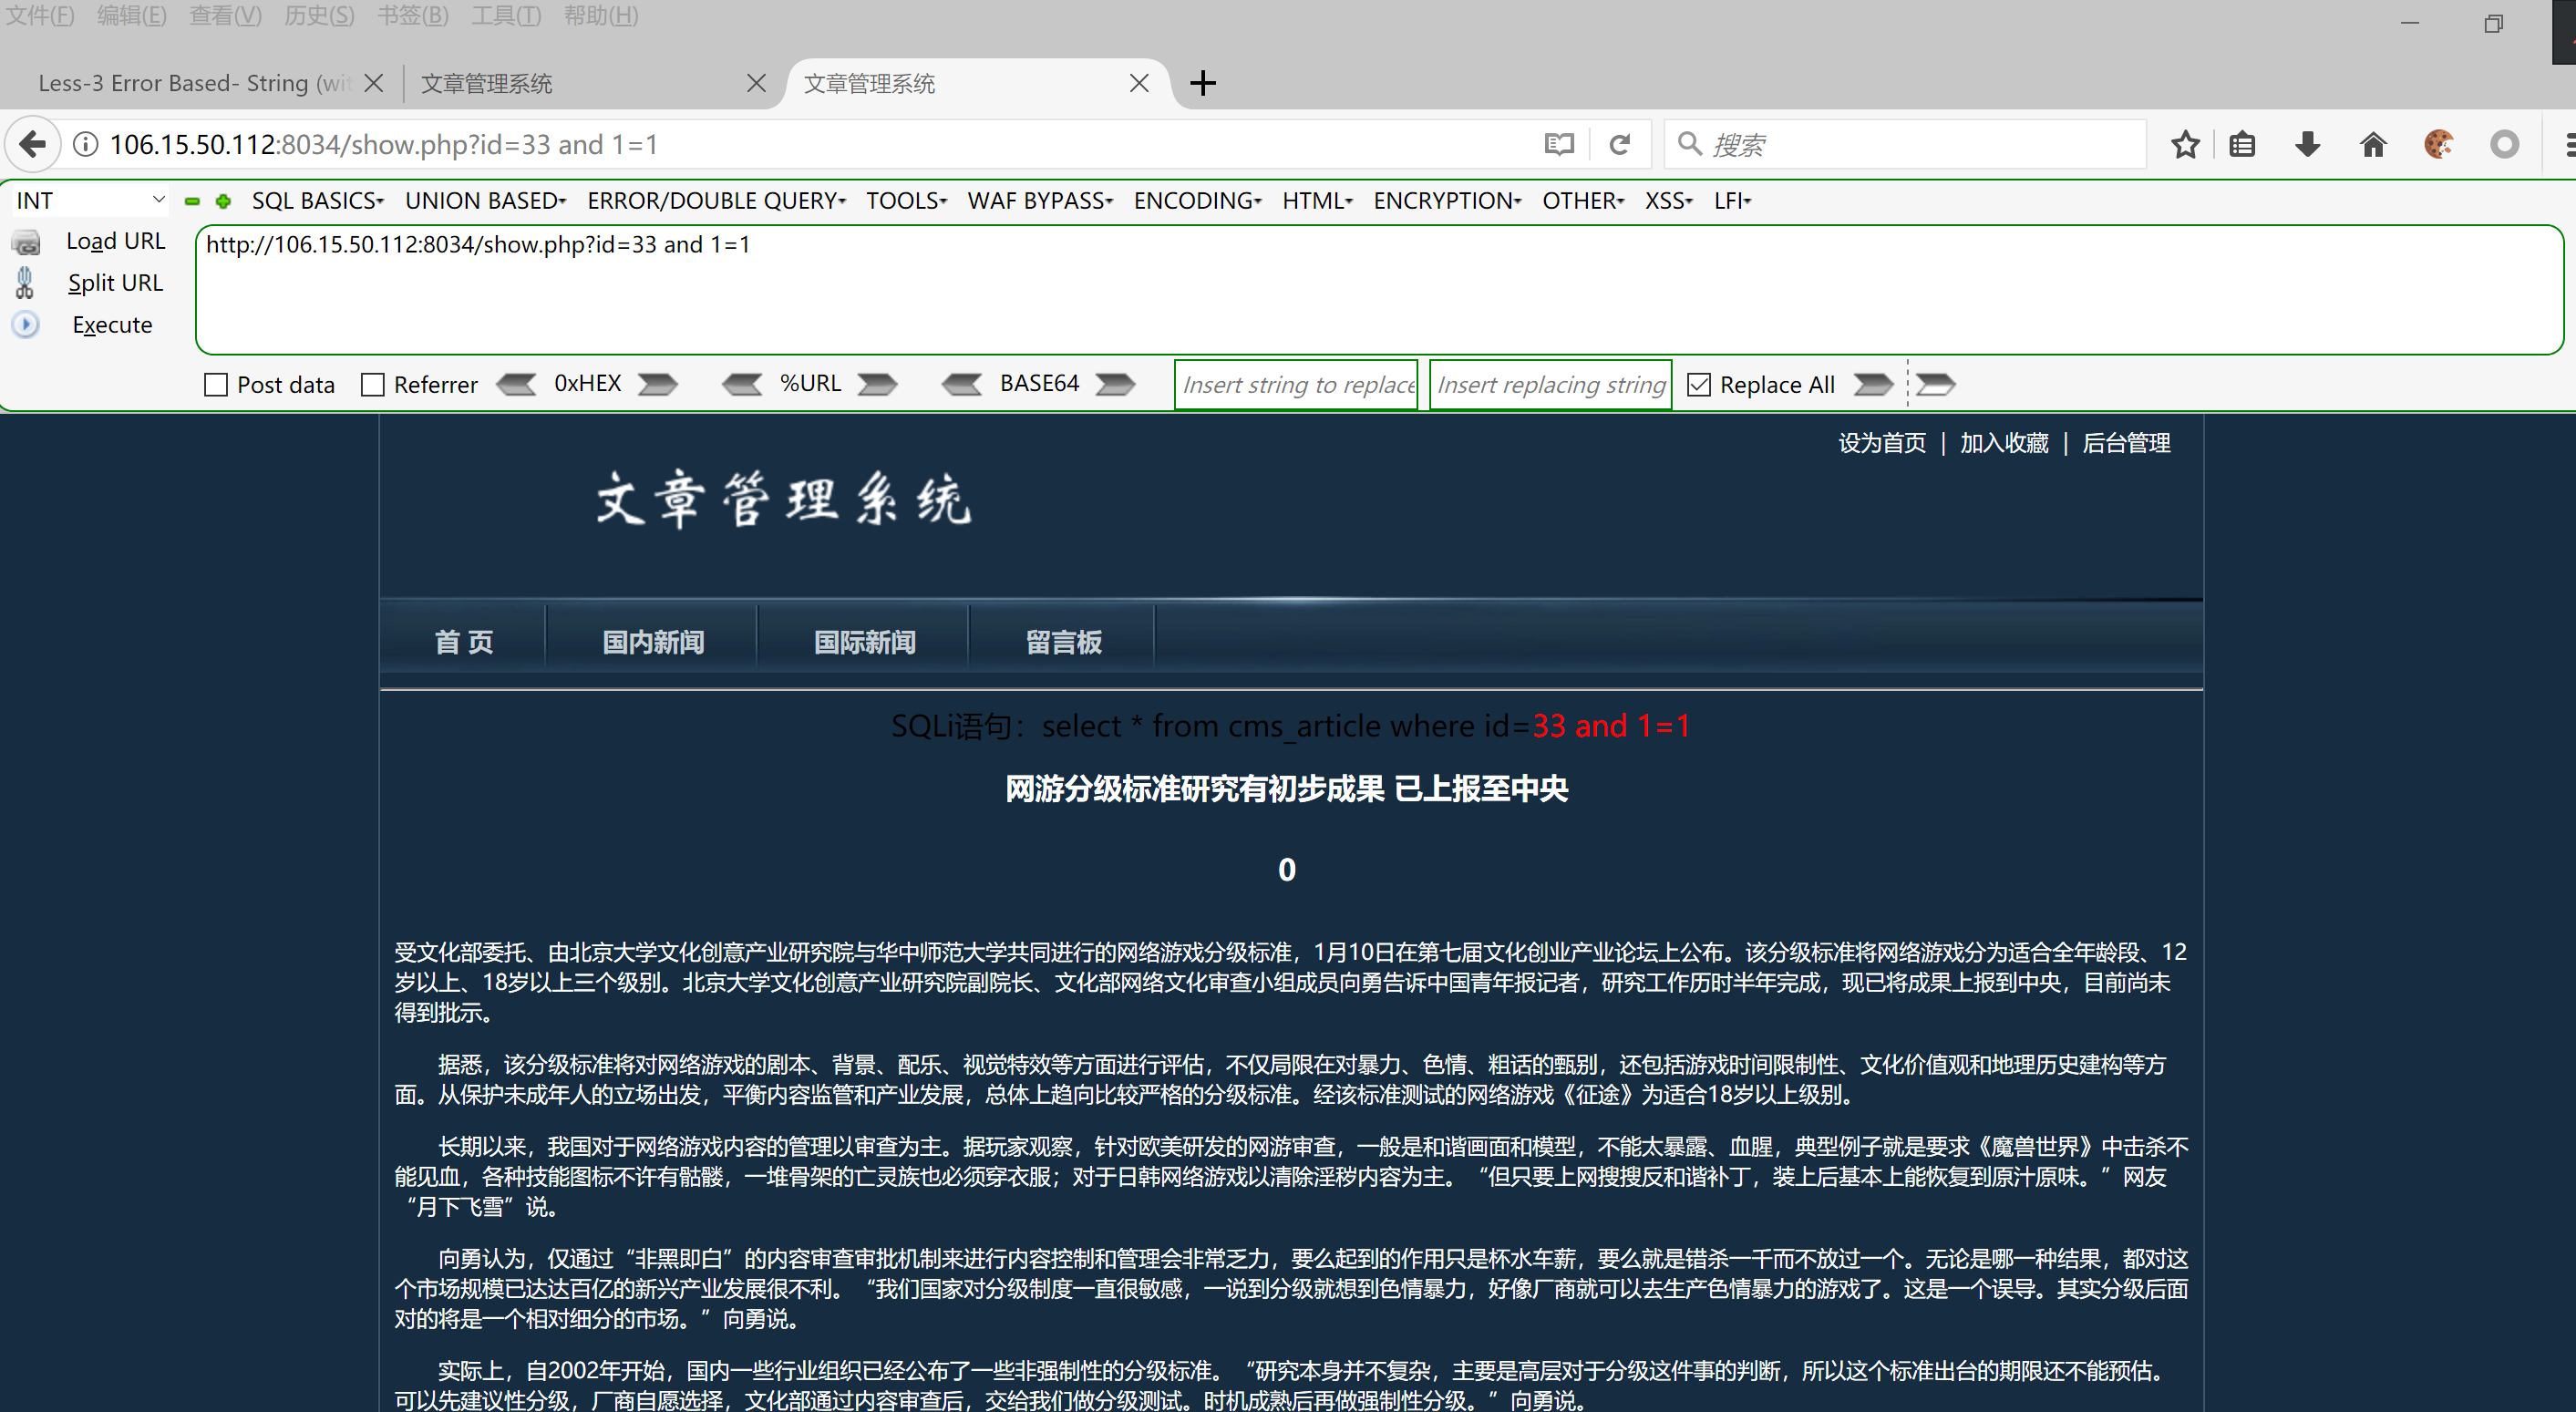 文件(F) 编辑(E) 查看(V) 历史(S) 书签(B) 工具(T) 帮助(H)
Less-3 Error Based- String (wit 文章管理系统 文章管理系统
106.15.50.112:8034/show.php?id=33 and 1=1 搜索
INT SQL BASICS UNION BASED ERROR/DOUBLE QUERY TOOLS WAF BYPASS ENCODING HTML ENCRYPTION OTHER XSS LFI
Load URL http://106.15.50.112:8034/show.php?id=33 and 1=1
Split URL
Execute
Post data Referrer 0xHEX %URL BASE64 Insert string to replace Insert replacing string Replace All
设为首页 | 加入收藏 | 后台管理
文章管理系统
首 页 国内新闻 国际新闻 留言板
SQLi语句：select * from cms_article where id=33 and 1=1
网游分级标准研究有初步成果 已上报至中央
0
受文化部委托、由北京大学文化创意产业研究院与华中师范大学共同进行的网络游戏分级标准，1月10日在第七届文化创业产业论坛上公布。该分级标准将网络游戏分为适合全年龄段、12
岁以上、18岁以上三个级别。北京大学文化创意产业研究院副院长、文化部网络文化审查小组成员向勇告诉中国青年报记者，研究工作历时半年完成，现已将成果上报到中央，目前尚未
得到批示。
据悉，该分级标准将对网络游戏的剧本、背景、配乐、视觉特效等方面进行评估，不仅局限在对暴力、色情、粗话的甄别，还包括游戏时间限制性、文化价值观和地理历史建构等方
面。从保护未成年人的立场出发，平衡内容监管和产业发展，总体上趋向比较严格的分级标准。经该标准测试的网络游戏《征途》为适合18岁以上级别。
长期以来，我国对于网络游戏内容的管理以审查为主。据玩家观察，针对欧美研发的网游审查，一般是和谐画面和模型，不能太暴露、血腥，典型例子就是要求《魔兽世界》中击杀不
能见血，各种技能图标不许有骷髅，一堆骨架的亡灵族也必须穿衣服；对于日韩网络游戏以清除淫秽内容为主。“但只要上网搜搜反和谐补丁，装上后基本上能恢复到原汁原味。”网友
“月下飞雪”说。
向勇认为，仅通过“非黑即白”的内容审查审批机制来进行内容控制和管理会非常乏力，要么起到的作用只是杯水车薪，要么就是错杀一千而不放过一个。无论是哪一种结果，都对这
个市场规模已达达百亿的新兴产业发展很不利。“我们国家对分级制度一直很敏感，一说到分级就想到色情暴力，好像厂商就可以去生产色情暴力的游戏了。这是一个误导。其实分级后面
对的将是一个相对细分的市场。”向勇说。
实际上，自2002年开始，国内一些行业组织已经公布了一些非强制性的分级标准。“研究本身并不复杂，主要是高层对于分级这件事的判断，所以这个标准出台的期限还不能预估。
可以先建议性分级，厂商自愿选择，文化部通过内容审查后，交给我们做分级测试。时机成熟后再做强制性分级。”向勇说。